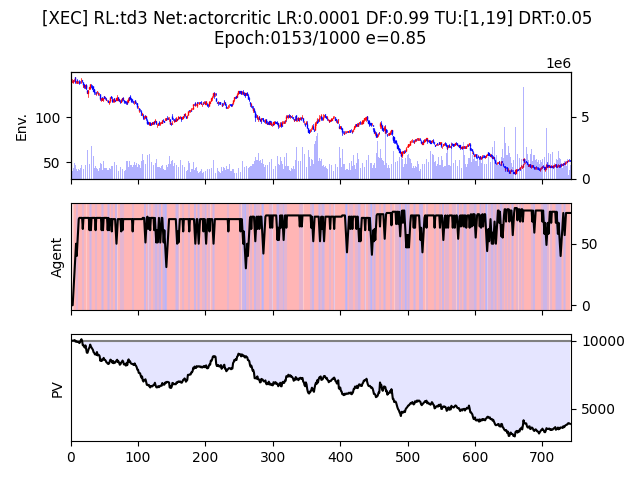 [XEC] RL:td3 Net:actorcritic LR:0.0001 DF:0.99 TU:[1,19] DRT:0.05
Epoch:0153/1000 e=0.85
1e6
Env.
100
50
5
0
Agent
50
0
PV
10000
5000
0 100 200 300 400 500 600 700